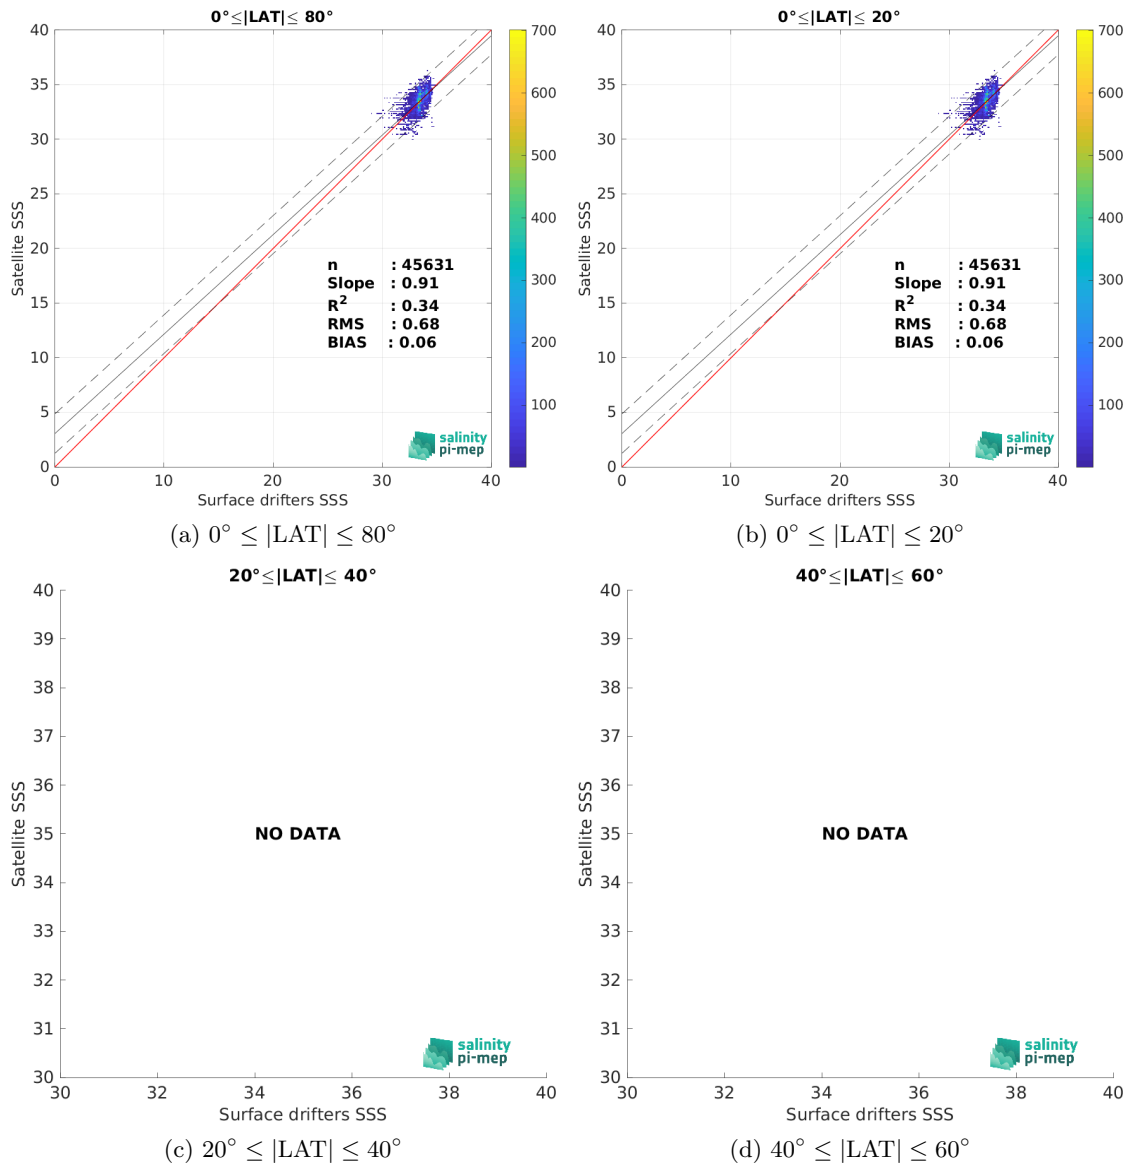 0°≤|LAT|≤ 80°
40
35
30
25
20
15
10
5
0
Satellite SSS
n : 45631
Slope : 0.91
R² : 0.34
RMS : 0.68
BIAS : 0.06
salinity
pi-mep
0 10 20 30 40
Surface drifters SSS
700
600
500
400
300
200
100
(a) 0° ≤ |LAT| ≤ 80°
0°≤|LAT|≤ 20°
40
35
30
25
20
15
10
5
0
Satellite SSS
n : 45631
Slope : 0.91
R² : 0.34
RMS : 0.68
BIAS : 0.06
salinity
pi-mep
0 10 20 30 40
Surface drifters SSS
700
600
500
400
300
200
100
(b) 0° ≤ |LAT| ≤ 20°
20°≤|LAT|≤ 40°
40
39
38
37
36
35
34
33
32
31
30
Satellite SSS
NO DATA
salinity
pi-mep
30 32 34 36 38 40
Surface drifters SSS
(c) 20° ≤ |LAT| ≤ 40°
40°≤|LAT|≤ 60°
40
39
38
37
36
35
34
33
32
31
30
Satellite SSS
NO DATA
salinity
pi-mep
30 32 34 36 38 40
Surface drifters SSS
(d) 40° ≤ |LAT| ≤ 60°